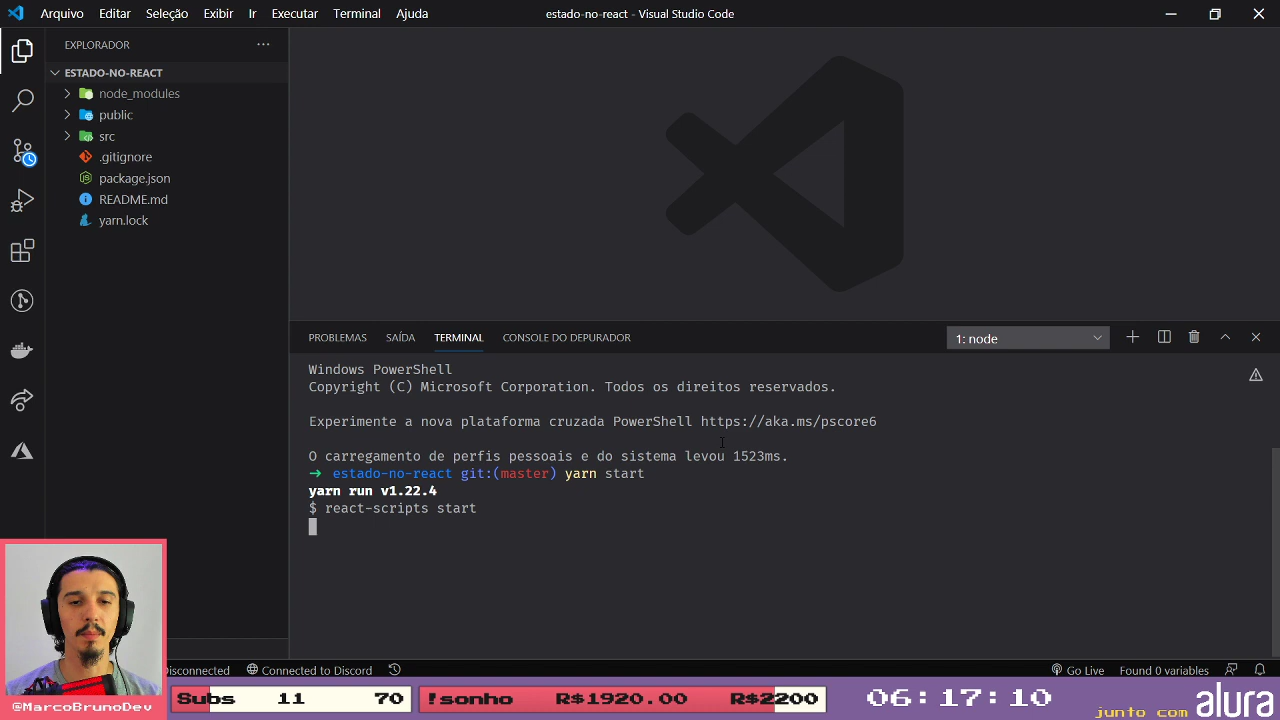 Arquivo Editar Seleção Exibir Ir Executar Terminal Ajuda
estado-no-react - Visual Studio Code
EXPLORADOR
ESTADO-NO-REACT
node_modules
public
src
.gitignore
package.json
README.md
yarn.lock
PROBLEMAS SAÍDA TERMINAL CONSOLE DO DEPURADOR
1: node
Windows PowerShell
Copyright (C) Microsoft Corporation. Todos os direitos reservados.
Experimente a nova plataforma cruzada PowerShell https://aka.ms/pscore6
O carregamento de perfis pessoais e do sistema levou 1523ms.
➜ estado-no-react git:(master) yarn start
yarn run v1.22.4
$ react-scripts start
Connected to Discord
Go Live Found 0 variables
@MarcoBrunoDev
Subs 11 70
!sonho R$1920.00 R$2200
06:17:10
junto com alura